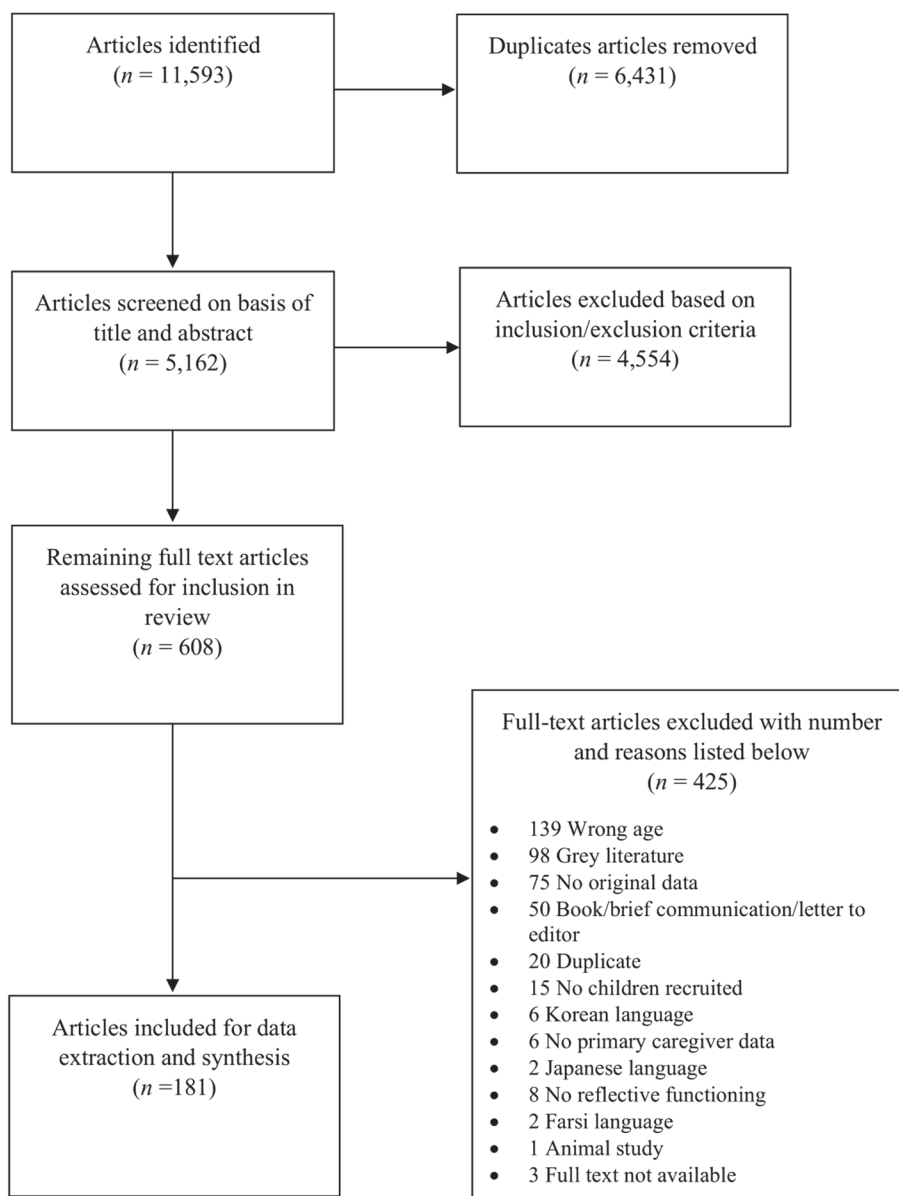 Articles identified
(n = 11,593)
Duplicates articles removed
(n = 6,431)
Articles screened on basis of
title and abstract
(n = 5,162)
Articles excluded based on
inclusion/exclusion criteria
(n = 4,554)
Remaining full text articles
assessed for inclusion in
review
(n = 608)
Full-text articles excluded with number
and reasons listed below
(n = 425)
• 139 Wrong age
• 98 Grey literature
• 75 No original data
• 50 Book/brief communication/letter to
editor
• 20 Duplicate
• 15 No children recruited
• 6 Korean language
• 6 No primary caregiver data
• 2 Japanese language
• 8 No reflective functioning
• 2 Farsi language
• 1 Animal study
• 3 Full text not available
Articles included for data
extraction and synthesis
(n =181)